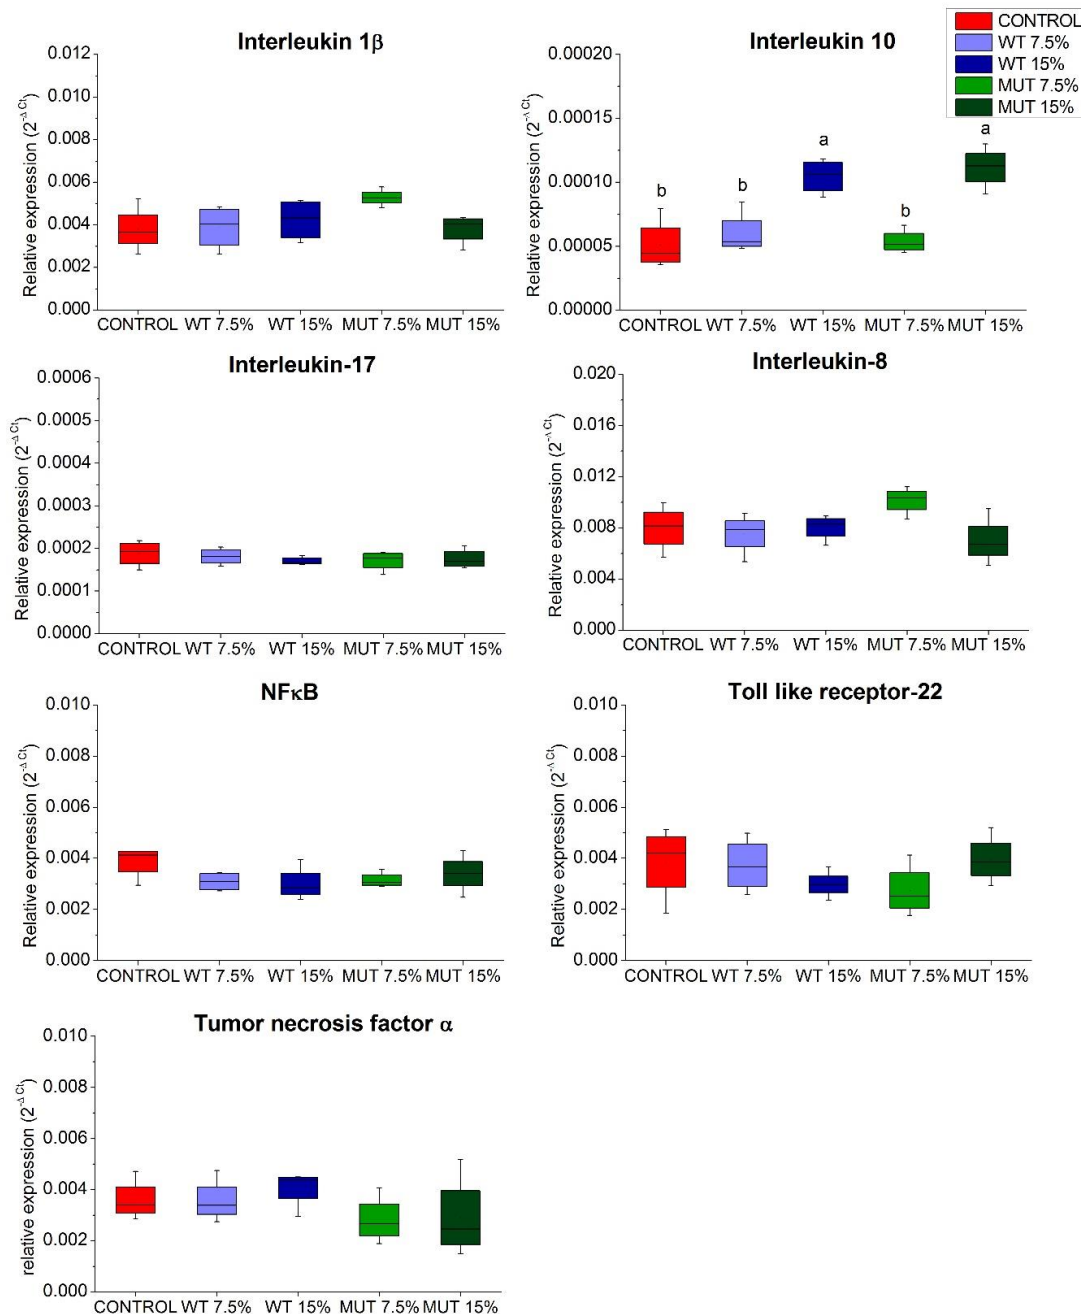 CONTROL
WT 7.5%
WT 15%
MUT 7.5%
MUT 15%
Interleukin 1β
Relative expression (2^-Δ Ct)
0.012
0.010
0.008
0.006
0.004
0.002
0.000
CONTROL WT 7.5% WT 15% MUT 7.5% MUT 15%
Interleukin 10
Relative expression (2^-Δ Ct)
0.00020
0.00015
0.00010
0.00005
0.00000
b b a b a
CONTROL WT 7.5% WT 15% MUT 7.5% MUT 15%
Interleukin-17
Relative expression (2^-Δ Ct)
0.0006
0.0005
0.0004
0.0003
0.0002
0.0001
0.0000
CONTROL WT 7.5% WT 15% MUT 7.5% MUT 15%
Interleukin-8
Relative expression (2^-Δ Ct)
0.020
0.016
0.012
0.008
0.004
0.000
CONTROL WT 7.5% WT 15% MUT 7.5% MUT 15%
NFκB
Relative expression (2^-Δ Ct)
0.010
0.008
0.006
0.004
0.002
0.000
CONTROL WT 7.5% WT 15% MUT 7.5% MUT 15%
Toll like receptor-22
Relative expression (2^-Δ Ct)
0.010
0.008
0.006
0.004
0.002
0.000
CONTROL WT 7.5% WT 15% MUT 7.5% MUT 15%
Tumor necrosis factor α
relative expression (2^-Δ Ct)
0.010
0.008
0.006
0.004
0.002
0.000
CONTROL WT 7.5% WT 15% MUT 7.5% MUT 15%